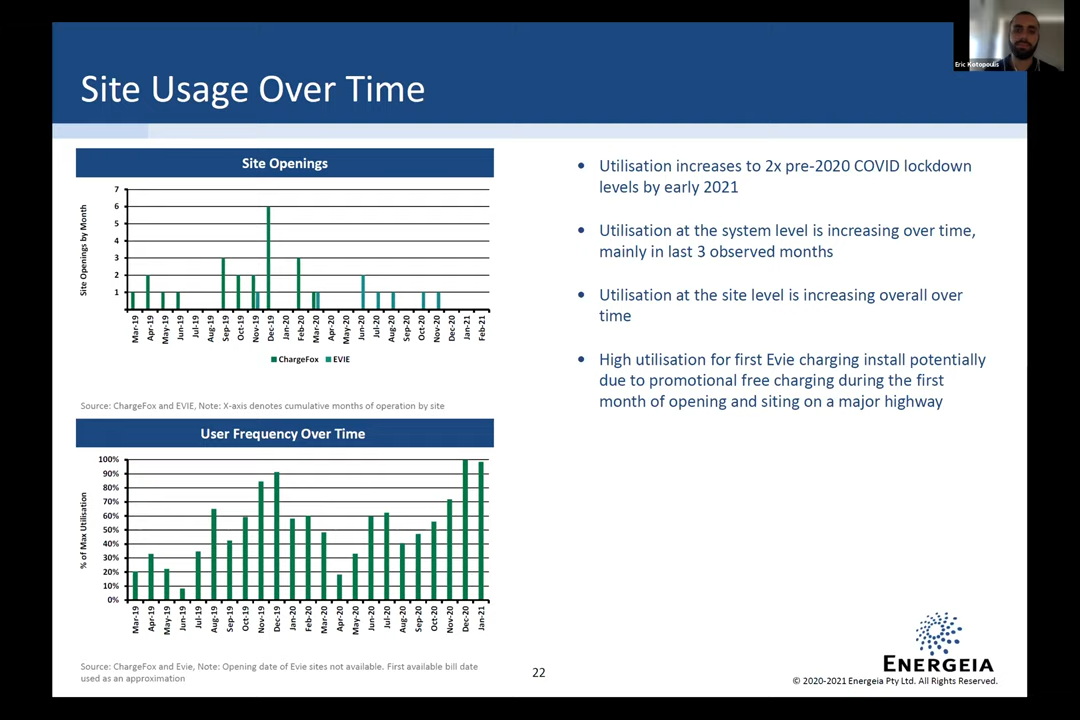 Eric Kotopoulis
Site Usage Over Time
Site Openings
Site Openings by Month
7
6
5
4
3
2
1
Mar-19 Apr-19 May-19 Jun-19 Jul-19 Aug-19 Sep-19 Oct-19 Nov-19 Dec-19 Jan-20 Feb-20 Mar-20 Apr-20 May-20 Jun-20 Jul-20 Aug-20 Sep-20 Oct-20 Nov-20 Dec-20 Jan-21 Feb-21
ChargeFox EVIE
Source: ChargeFox and EVIE, Note: X-axis denotes cumulative months of operation by site
User Frequency Over Time
% of Max Utilisation
100%
90%
80%
70%
60%
50%
40%
30%
20%
10%
0%
Mar-19 Apr-19 May-19 Jun-19 Jul-19 Aug-19 Sep-19 Oct-19 Nov-19 Dec-19 Jan-20 Feb-20 Mar-20 Apr-20 May-20 Jun-20 Jul-20 Aug-20 Sep-20 Oct-20 Nov-20 Dec-20 Jan-21
Source: ChargeFox and Evie, Note: Opening date of Evie sites not available. First available bill date
used as an approximation
• Utilisation increases to 2x pre-2020 COVID lockdown
levels by early 2021
• Utilisation at the system level is increasing over time,
mainly in last 3 observed months
• Utilisation at the site level is increasing overall over
time
• High utilisation for first Evie charging install potentially
due to promotional free charging during the first
month of opening and siting on a major highway
22
ENERGEIA
© 2020-2021 Energeia Pty Ltd. All Rights Reserved.